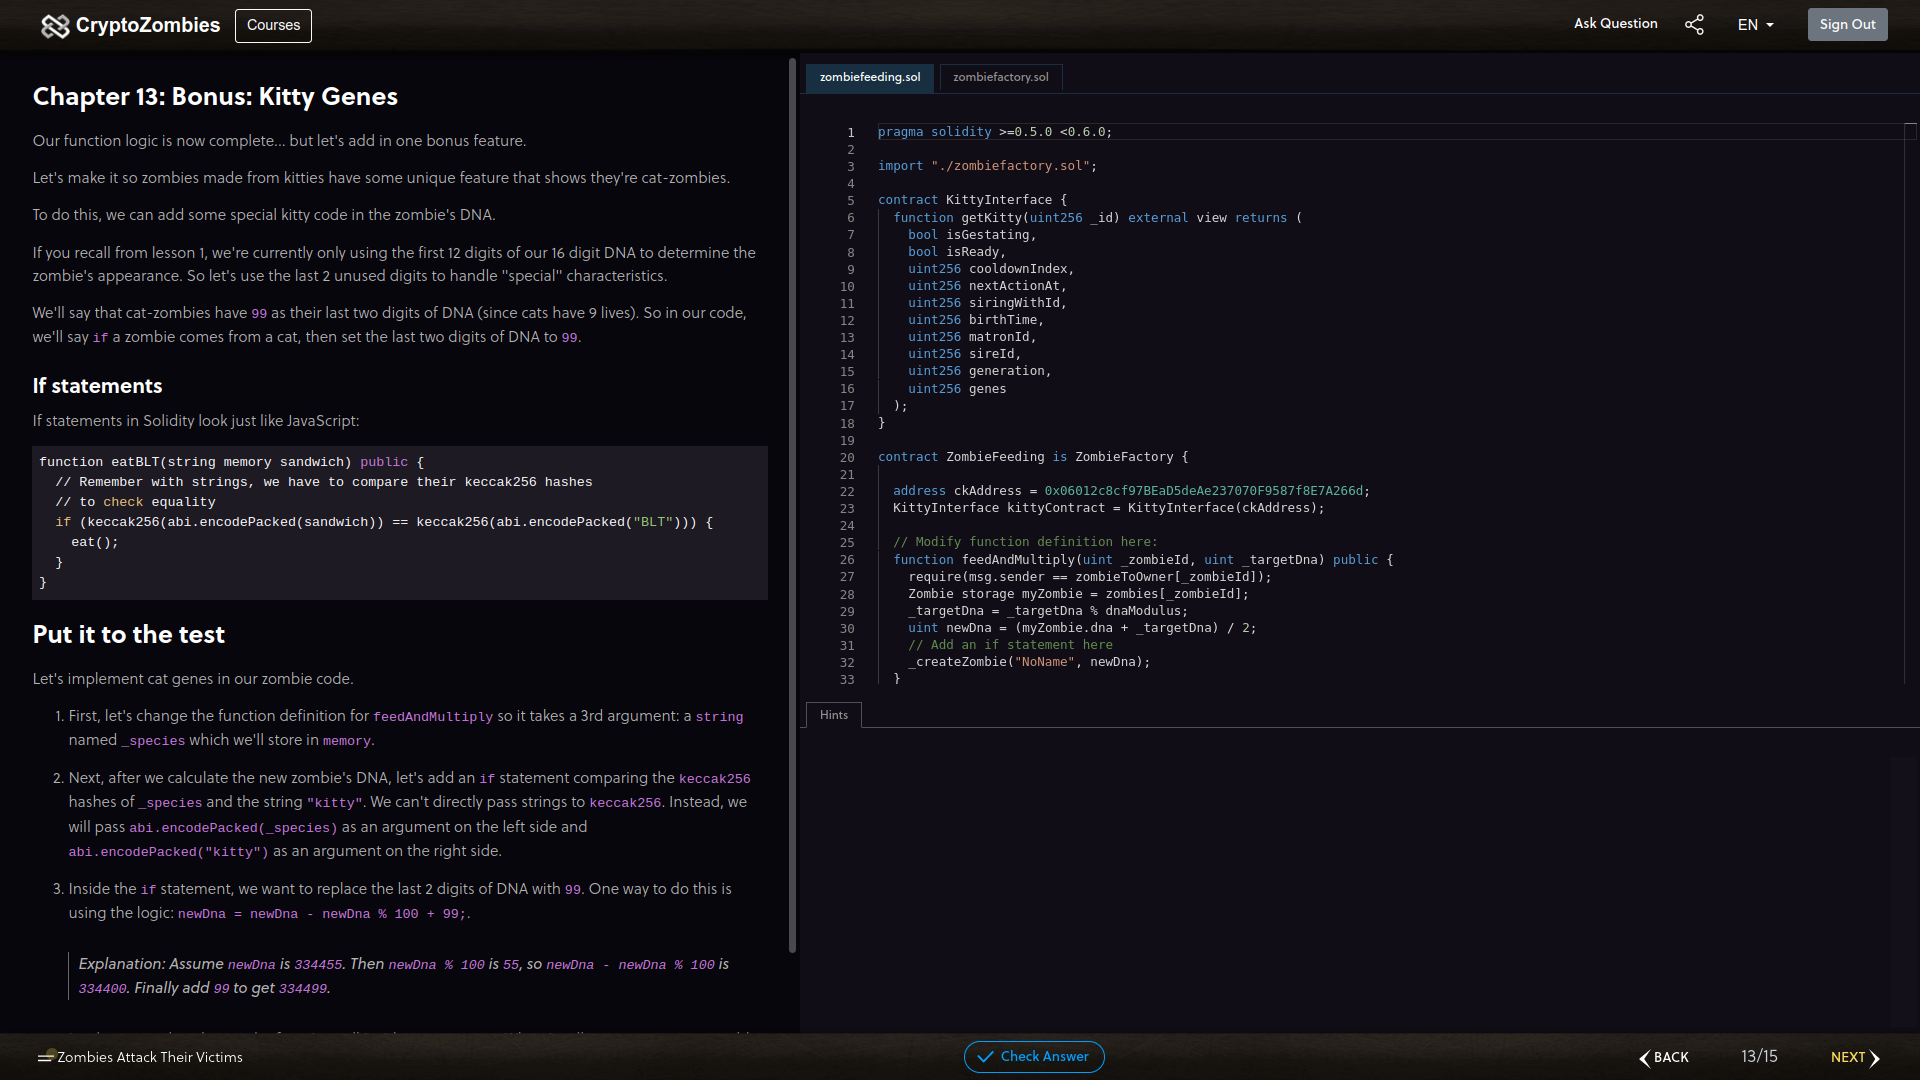 CryptoZombies
Courses
Ask Question
EN
Sign Out
Chapter 13: Bonus: Kitty Genes
Our function logic is now complete... but let's add in one bonus feature.
Let's make it so zombies made from kitties have some unique feature that shows they're cat-zombies.
To do this, we can add some special kitty code in the zombie's DNA.
If you recall from lesson 1, we're currently only using the first 12 digits of our 16 digit DNA to determine the
zombie's appearance. So let's use the last 2 unused digits to handle "special" characteristics.
We'll say that cat-zombies have 99 as their last two digits of DNA (since cats have 9 lives). So in our code,
we'll say if a zombie comes from a cat, then set the last two digits of DNA to 99.
If statements
If statements in Solidity look just like JavaScript:
function eatBLT(string memory sandwich) public {
// Remember with strings, we have to compare their keccak256 hashes
// to check equality
if (keccak256(abi.encodePacked(sandwich)) == keccak256(abi.encodePacked("BLT"))) {
eat();
}
}
Put it to the test
Let's implement cat genes in our zombie code.
1. First, let's change the function definition for feedAndMultiply so it takes a 3rd argument: a string
named _species which we'll store in memory.
2. Next, after we calculate the new zombie's DNA, let's add an if statement comparing the keccak256
hashes of _species and the string "kitty". We can't directly pass strings to keccak256. Instead, we
will pass abi.encodePacked(_species) as an argument on the left side and
abi.encodePacked("kitty") as an argument on the right side.
3. Inside the if statement, we want to replace the last 2 digits of DNA with 99. One way to do this is
using the logic: newDna = newDna - newDna % 100 + 99;.
Explanation: Assume newDna is 334455. Then newDna % 100 is 55, so newDna - newDna % 100 is
334400. Finally add 99 to get 334499.
zombiefeeding.sol
zombiefactory.sol
1 pragma solidity >=0.5.0 <0.6.0;
2
3 import "./zombiefactory.sol";
4
5 contract KittyInterface {
6 function getKitty(uint256 _id) external view returns (
7 bool isGestating,
8 bool isReady,
9 uint256 cooldownIndex,
10 uint256 nextActionAt,
11 uint256 siringWithId,
12 uint256 birthTime,
13 uint256 matronId,
14 uint256 sireId,
15 uint256 generation,
16 uint256 genes
17 );
18 }
19
20 contract ZombieFeeding is ZombieFactory {
21
22 address ckAddress = 0x06012c8cf97BEaD5deAe237070F9587f8E7A266d;
23 KittyInterface kittyContract = KittyInterface(ckAddress);
24
25 // Modify function definition here:
26 function feedAndMultiply(uint _zombieId, uint _targetDna) public {
27 require(msg.sender == zombieToOwner[_zombieId]);
28 Zombie storage myZombie = zombies[_zombieId];
29 _targetDna = _targetDna % dnaModulus;
30 uint newDna = (myZombie.dna + _targetDna) / 2;
31 // Add an if statement here
32 _createZombie("NoName", newDna);
33 }
Hints
Zombies Attack Their Victims
Check Answer
BACK
13/15
NEXT